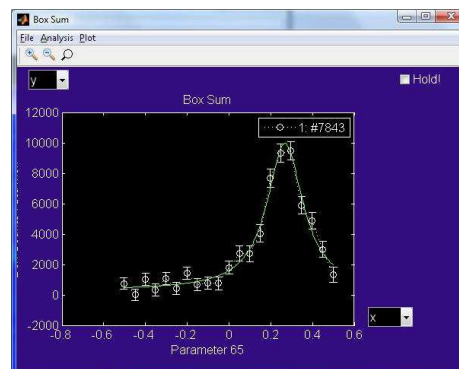 Box Sum
File Analysis Plot
y
Hold!
Box Sum
1: #7843
12000
10000
8000
6000
4000
2000
0
-2000
-0.8 -0.6 -0.4 -0.2 0 0.2 0.4 0.6
x
Parameter 65